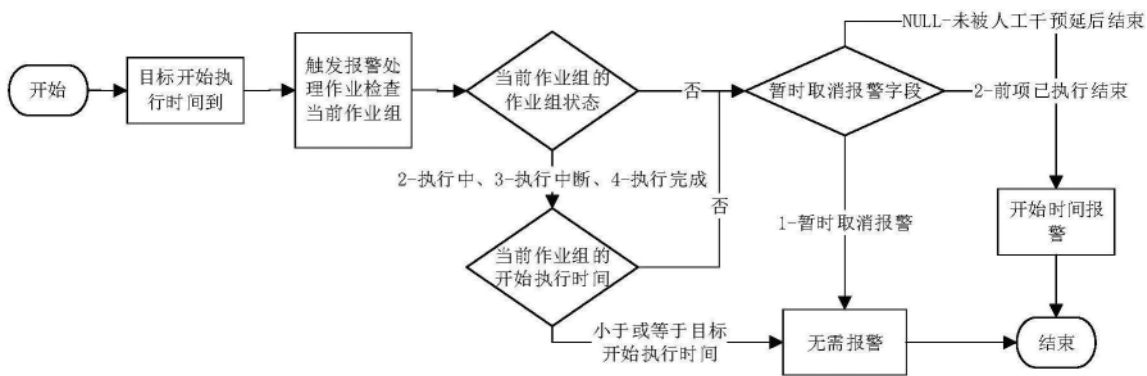 NULL-未被人工干预延后结束
开始
目标开始执
行时间到
触发报警处
理作业检查
当前作业组
当前作业组的
作业组状态
否
暂时取消报警字段
2-前项已执行结束
2-执行中、3-执行中断、4-执行完成
否
1-暂时取消报警
开始时间报
警
当前作业组的
开始执行时间
小于或等于目标
开始执行时间
无需报警
结束